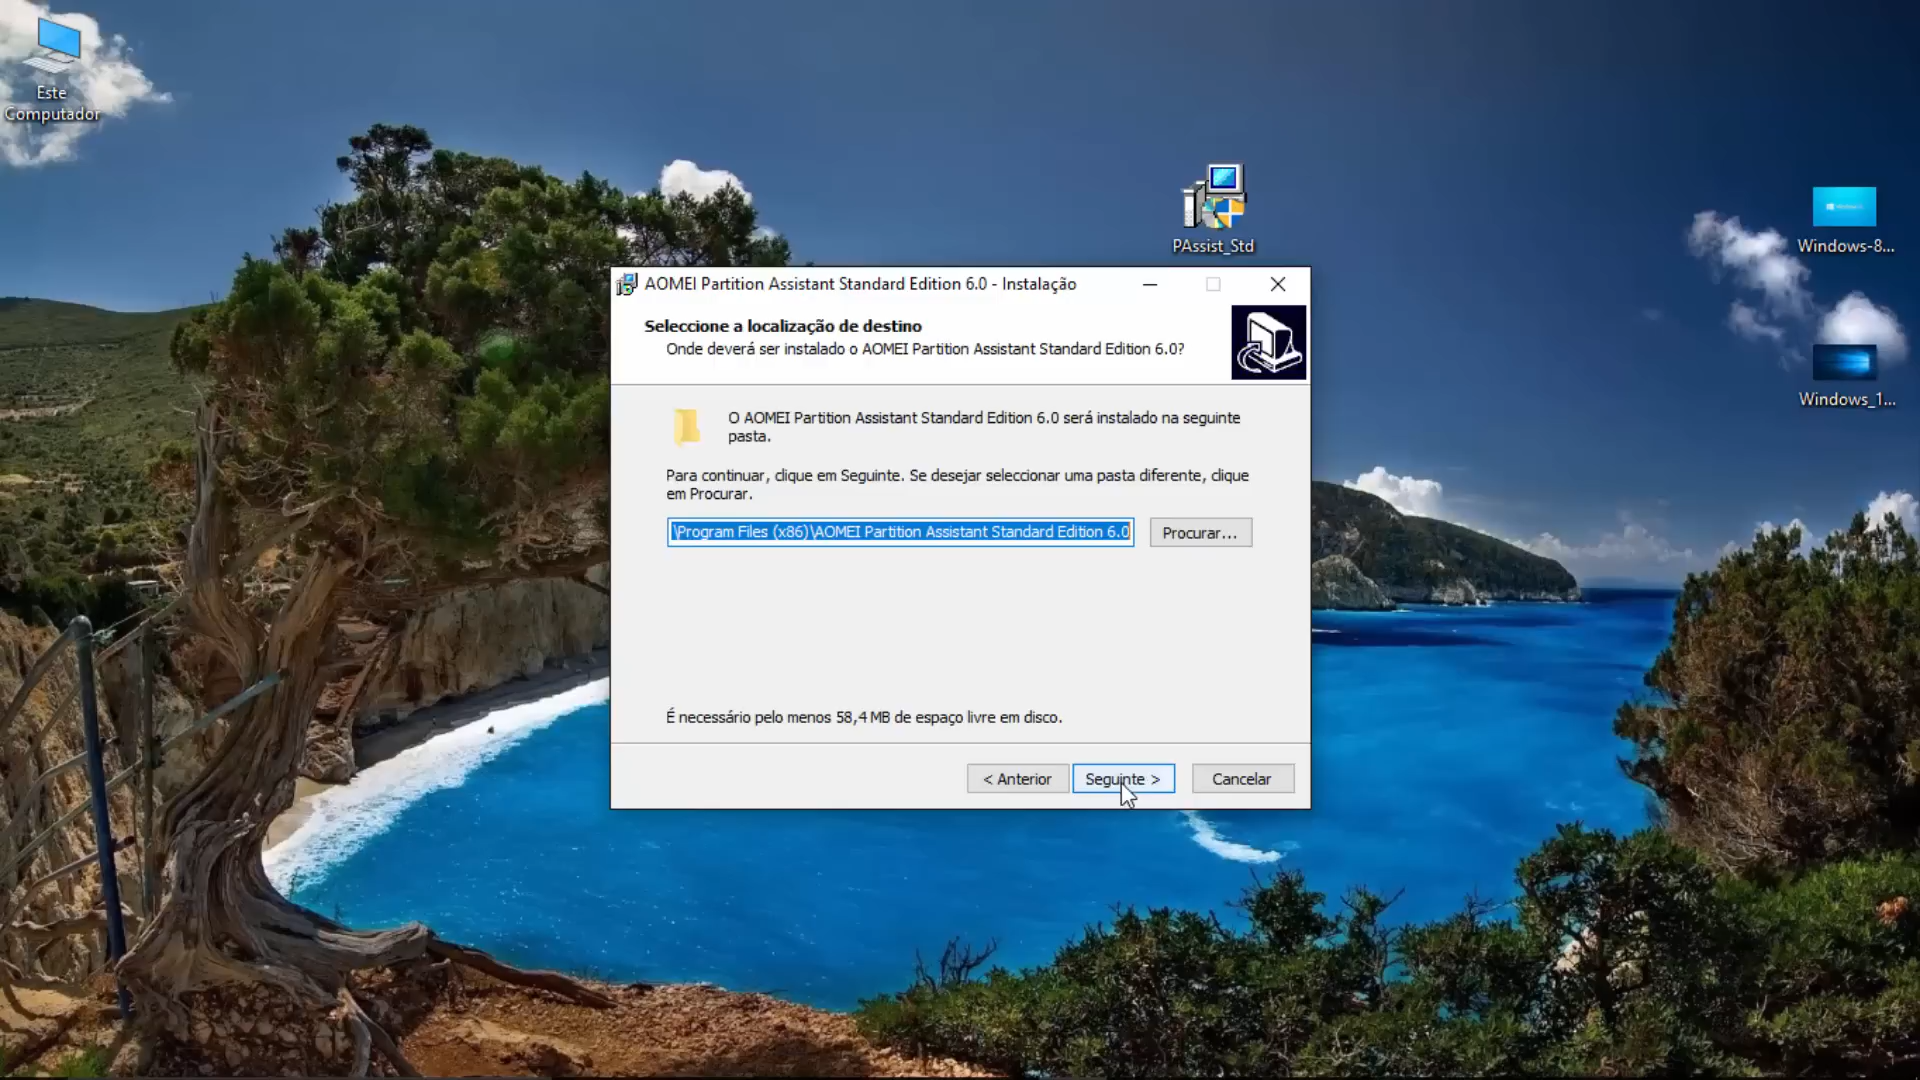 Este
Computador
PAssist_Std
Windows-8...
Windows_1...
AOMEI Partition Assistant Standard Edition 6.0 - Instalação
Seleccione a localização de destino
Onde deverá ser instalado o AOMEI Partition Assistant Standard Edition 6.0?
O AOMEI Partition Assistant Standard Edition 6.0 será instalado na seguinte
pasta.
Para continuar, clique em Seguinte. Se desejar seleccionar uma pasta diferente, clique
em Procurar.
\Program Files (x86)\AOMEI Partition Assistant Standard Edition 6.0
Procurar...
É necessário pelo menos 58,4 MB de espaço livre em disco.
< Anterior
Seguinte >
Cancelar